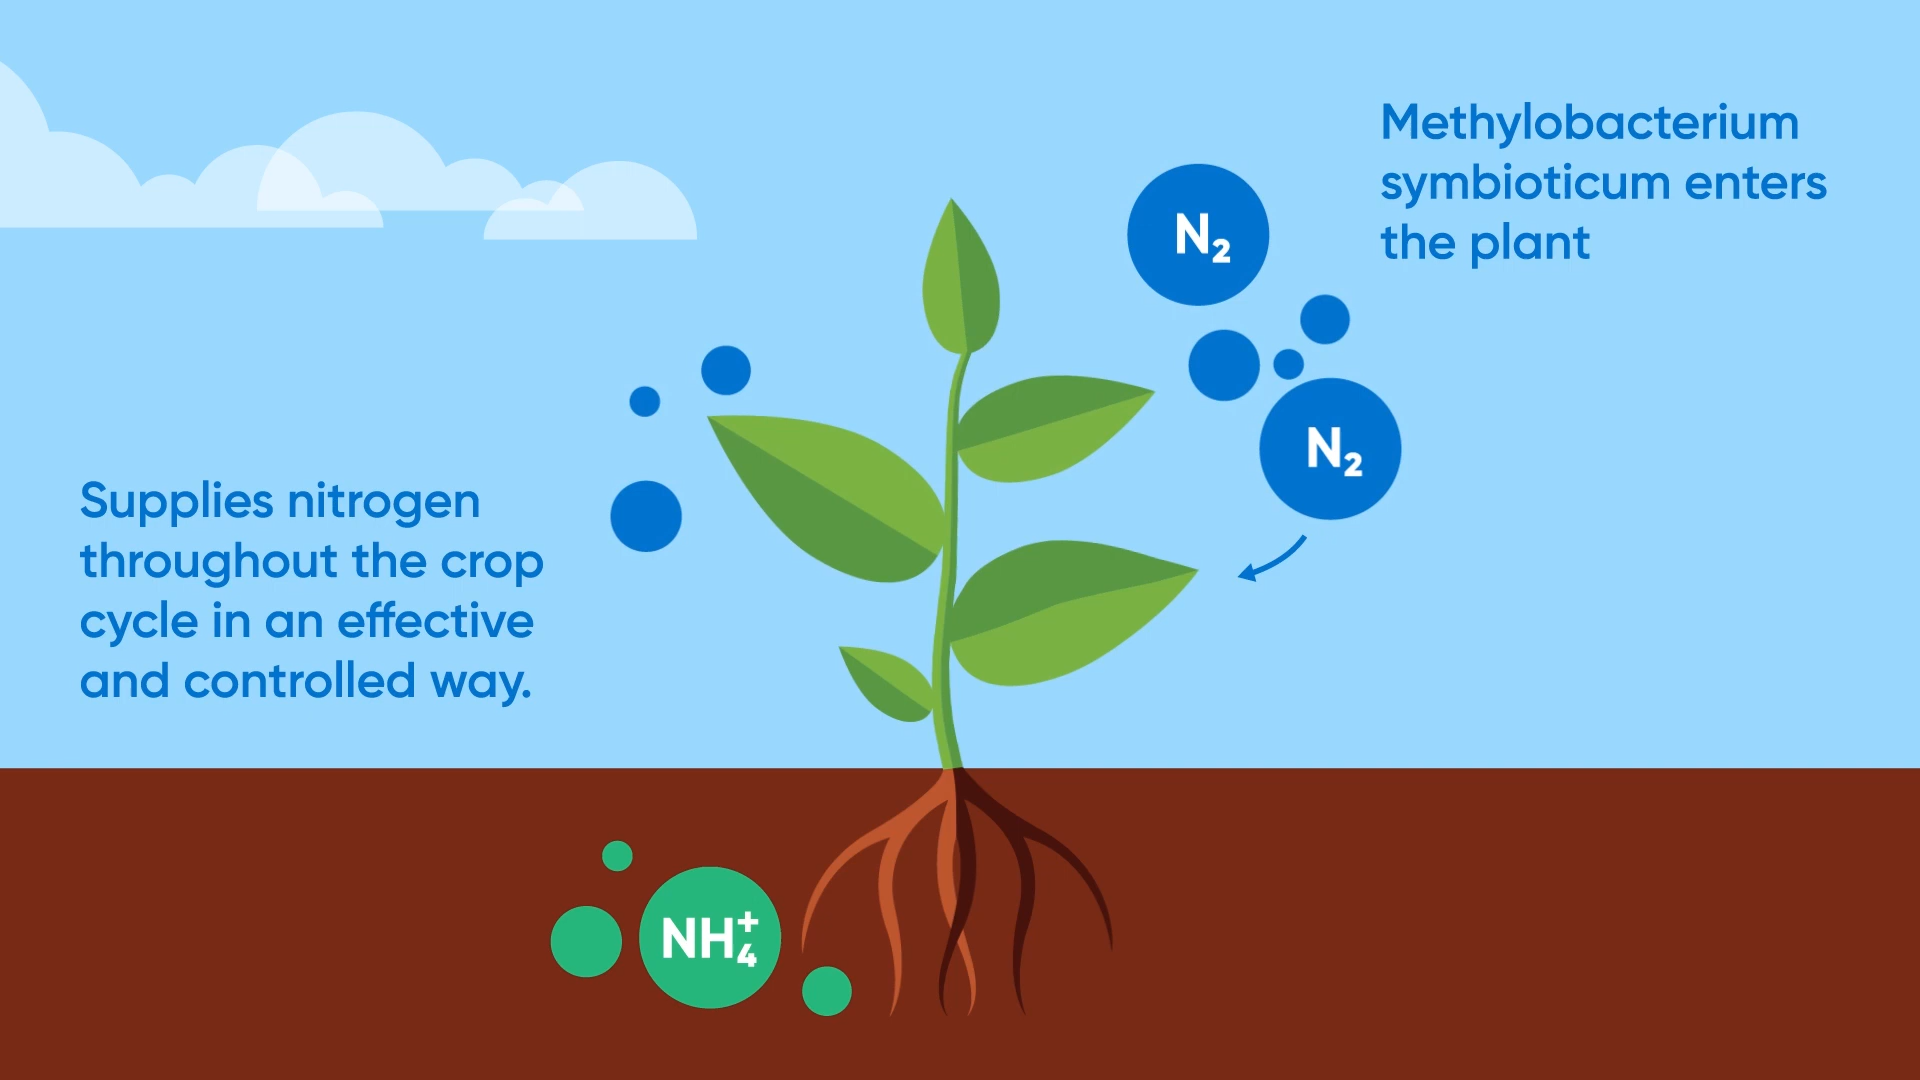 Methylobacterium
symbioticum enters
the plant
N₂
N₂
Supplies nitrogen
throughout the crop
cycle in an effective
and controlled way.
NH₄⁺